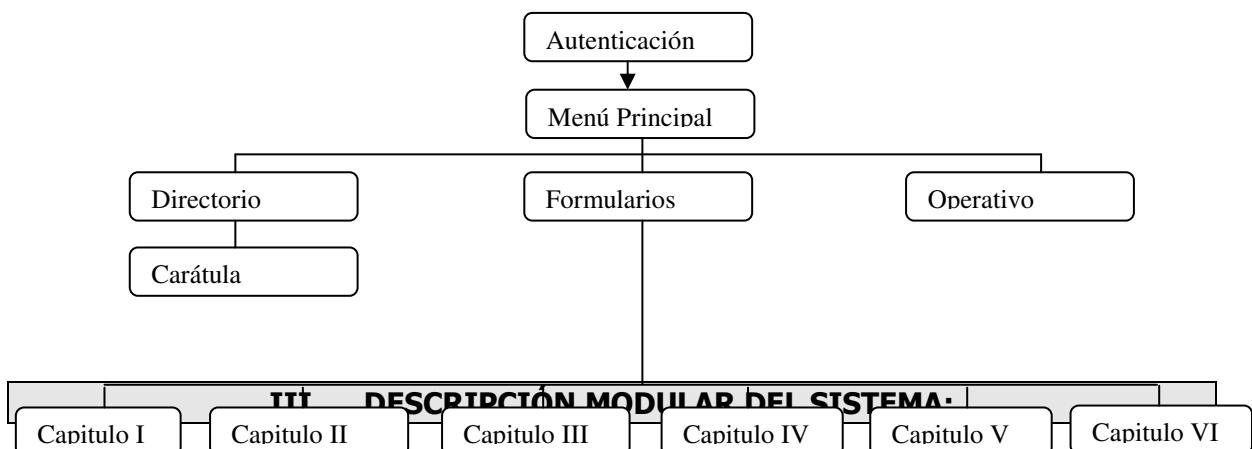 Autenticación
Menú Principal
Directorio
Formularios
Operativo
Carátula
III. DESCRIPCIÓN MODULAR DEL SISTEMA:
Capitulo I
Capitulo II
Capitulo III
Capitulo IV
Capitulo V
Capitulo VI